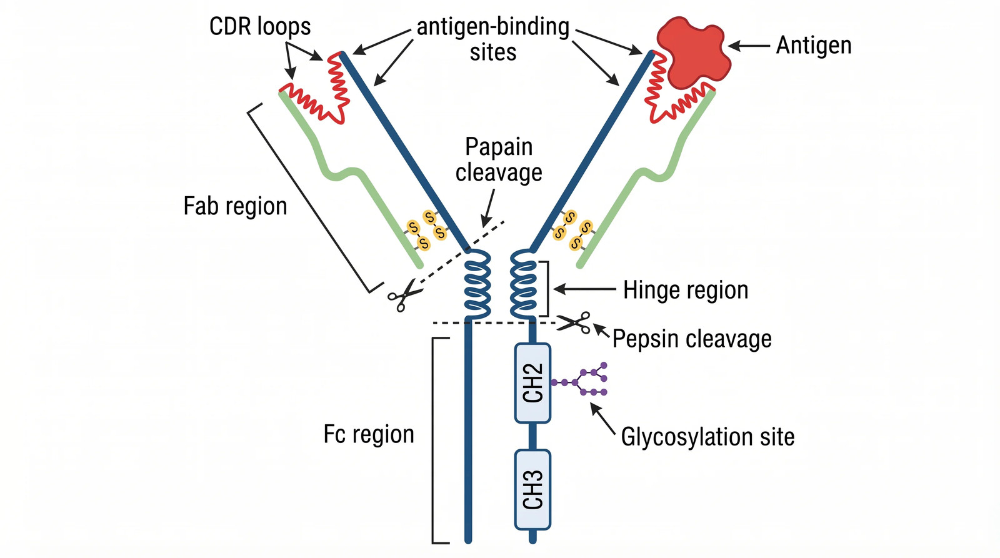 CDR loops
antigen-binding
sites
Antigen
Papain
cleavage
Fab region
S
S
S
S
S
S
S
S
Hinge region
Pepsin cleavage
CH2
Fc region
Glycosylation site
CH3